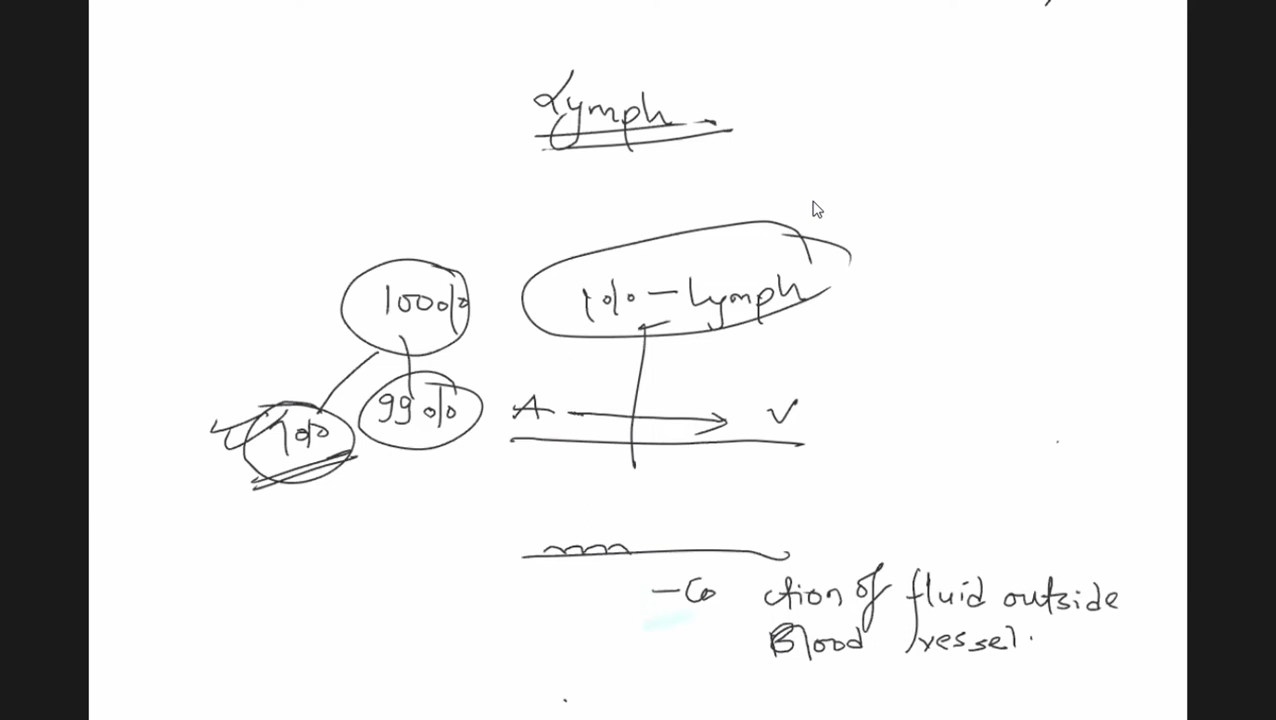 Lymph
100%
1% - Lymph
1%
99%
A
V
- Co ction of fluid outside
Blood vessel.